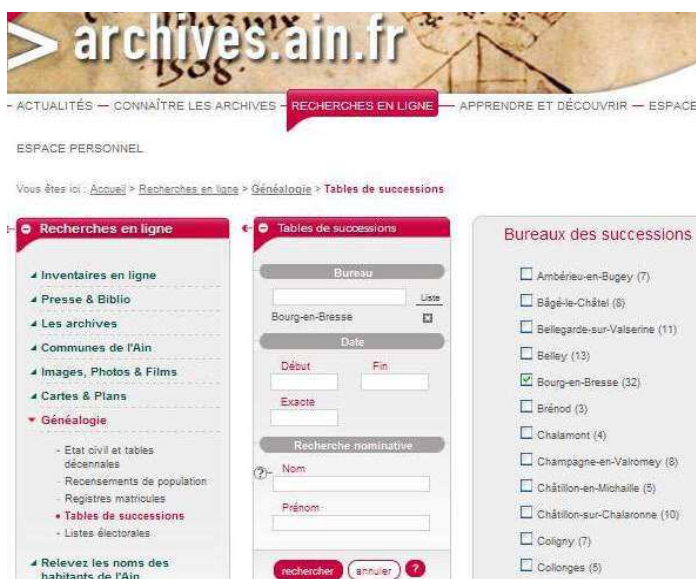 > archives.ain.fr
1508.
– ACTUALITÉS — CONNAÎTRE LES ARCHIVES – RECHERCHES EN LIGNE — APPRENDRE ET DÉCOUVRIR — ESPACE
ESPACE PERSONNEL
Vous êtes ici : Accueil > Recherches en ligne > Généalogie > Tables de successions
Recherches en ligne
Inventaires en ligne
Presse & Biblio
Les archives
Communes de l'Ain
Images, Photos & Films
Cartes & Plans
Généalogie
- Etat civil et tables
décennales
- Recensements de population
- Registres matricules
• Tables de successions
- Listes électorales
Relevez les noms des
habitants de l'Ain
Tables de successions
Bureau
Liste
Bourg-en-Bresse
Date
Début Fin
Exacte
Recherche nominative
? Nom
Prénom
rechercher annuler ?
Bureaux des successions
Ambérieu-en-Bugey (7)
Bâgé-le-Châtel (8)
Bellegarde-sur-Valserine (11)
Belley (13)
Bourg-en-Bresse (32)
Brénod (3)
Chalamont (4)
Champagne-en-Valromey (8)
Châtillon-en-Michaille (5)
Châtillon-sur-Chalaronne (10)
Coligny (7)
Collonges (5)